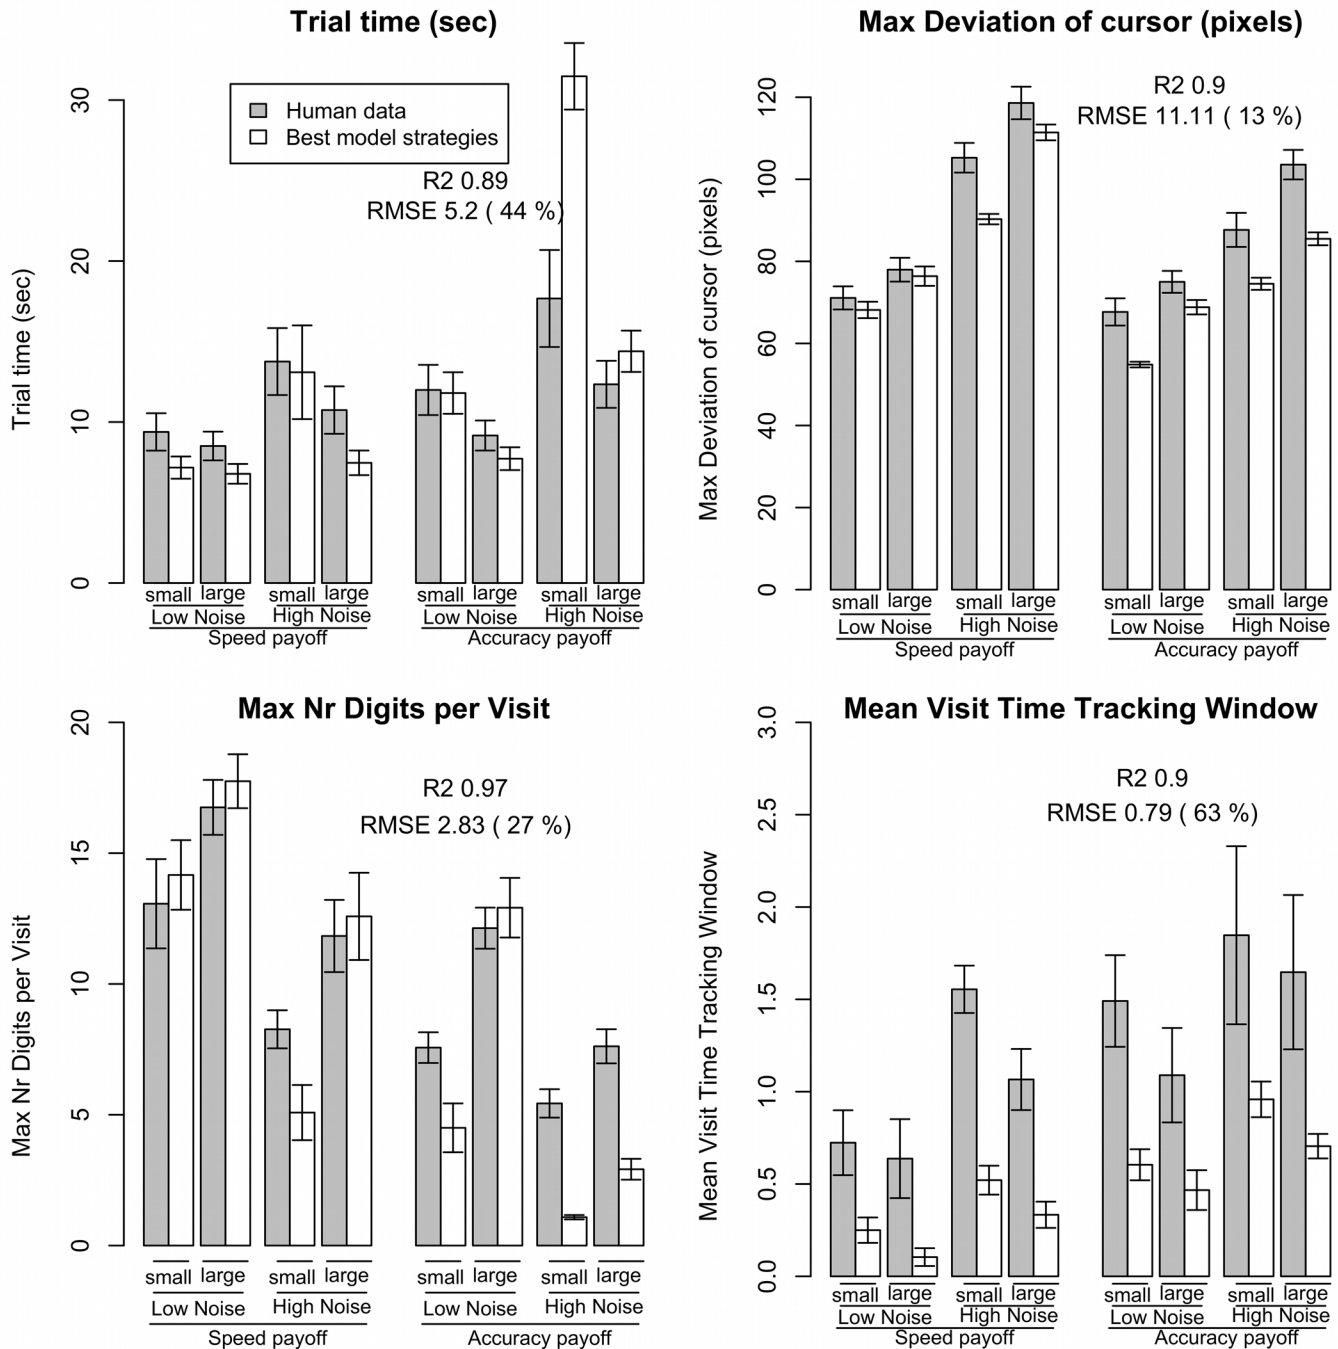 Trial time (sec)
Trial time (sec)
0
10
20
30
Human data
Best model strategies
R2 0.89
RMSE 5.2 ( 44 %)
small large small large small large small large
Low Noise High Noise Low Noise High Noise
Speed payoff Accuracy payoff
Max Deviation of cursor (pixels)
Max Deviation of cursor (pixels)
0
20
40
60
80
100
120
R2 0.9
RMSE 11.11 ( 13 %)
small large small large small large small large
Low Noise High Noise Low Noise High Noise
Speed payoff Accuracy payoff
Max Nr Digits per Visit
Max Nr Digits per Visit
0
5
10
15
20
R2 0.97
RMSE 2.83 ( 27 %)
small large small large small large small large
Low Noise High Noise Low Noise High Noise
Speed payoff Accuracy payoff
Mean Visit Time Tracking Window
Mean Visit Time Tracking Window
0.0
0.5
1.0
1.5
2.0
2.5
3.0
R2 0.9
RMSE 0.79 ( 63 %)
small large small large small large small large
Low Noise High Noise Low Noise High Noise
Speed payoff Accuracy payoff